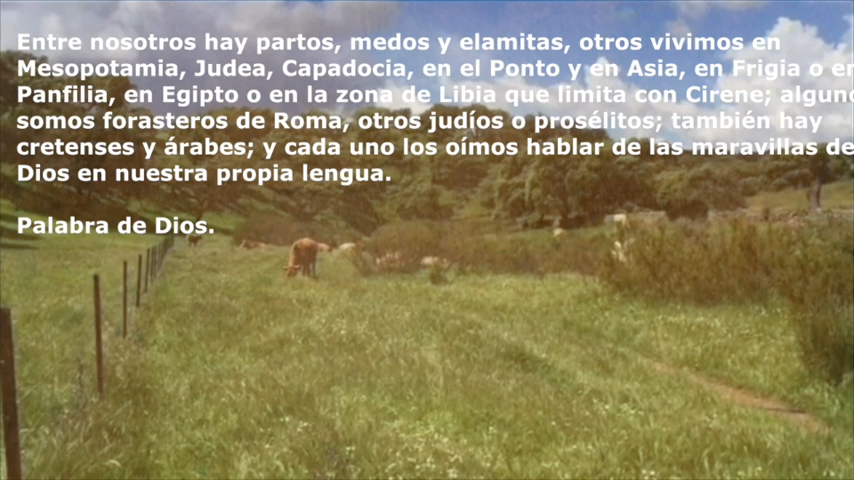 Entre nosotros hay partos, medos y elamitas, otros vivimos en
Mesopotamia, Judea, Capadocia, en el Ponto y en Asia, en Frigia o en
Panfilia, en Egipto o en la zona de Libia que limita con Cirene; alguno
somos forasteros de Roma, otros judíos o prosélitos; también hay
cretenses y árabes; y cada uno los oímos hablar de las maravillas de
Dios en nuestra propia lengua.
Palabra de Dios.